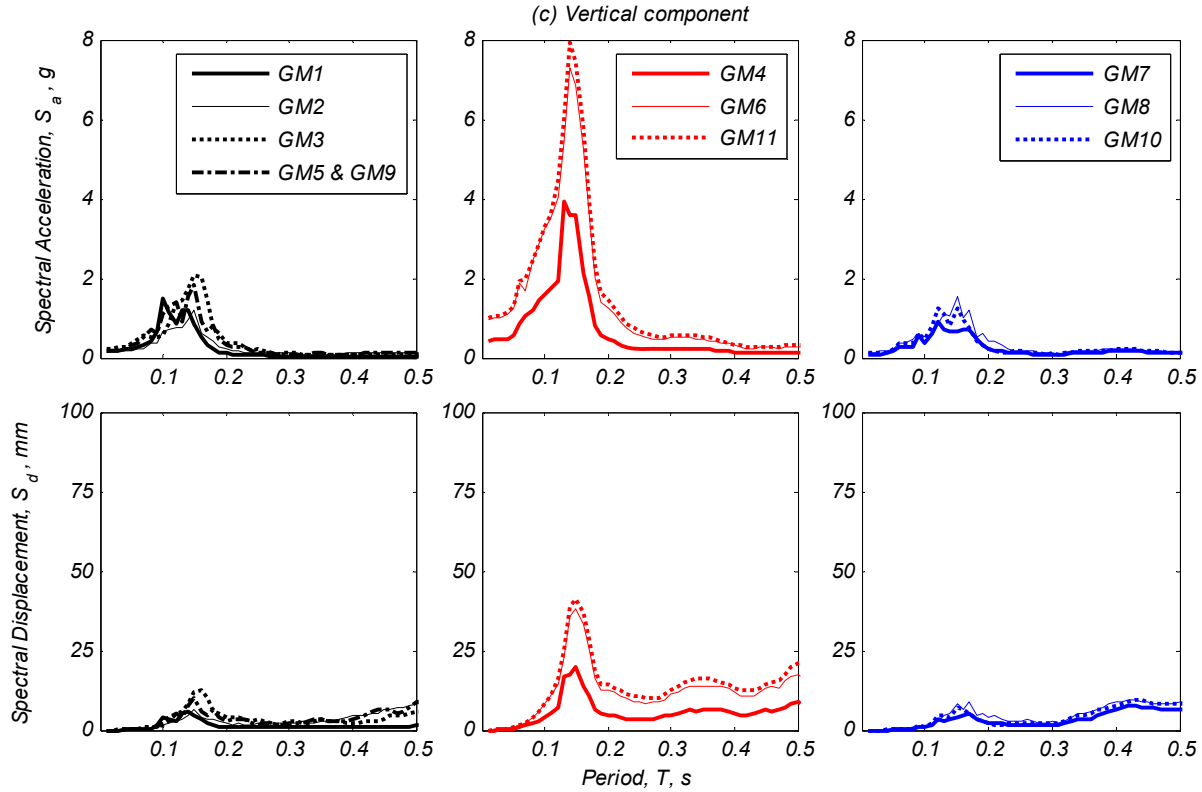 (c) Vertical component
Spectral Acceleration, S_a , g
8
6
4
2
0
GM1
GM2
GM3
GM5 & GM9
0.1 0.2 0.3 0.4 0.5
8
6
4
2
0
GM4
GM6
GM11
0.1 0.2 0.3 0.4 0.5
8
6
4
2
0
GM7
GM8
GM10
0.1 0.2 0.3 0.4 0.5
Spectral Displacement, S_d , mm
100
75
50
25
0
0.1 0.2 0.3 0.4 0.5
100
75
50
25
0
0.1 0.2 0.3 0.4 0.5
100
75
50
25
0
0.1 0.2 0.3 0.4 0.5
Period, T, s